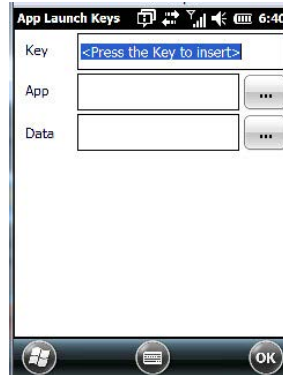 App Launch Keys 6:40
Key <Press the Key to insert>
App ...
Data ...
OK